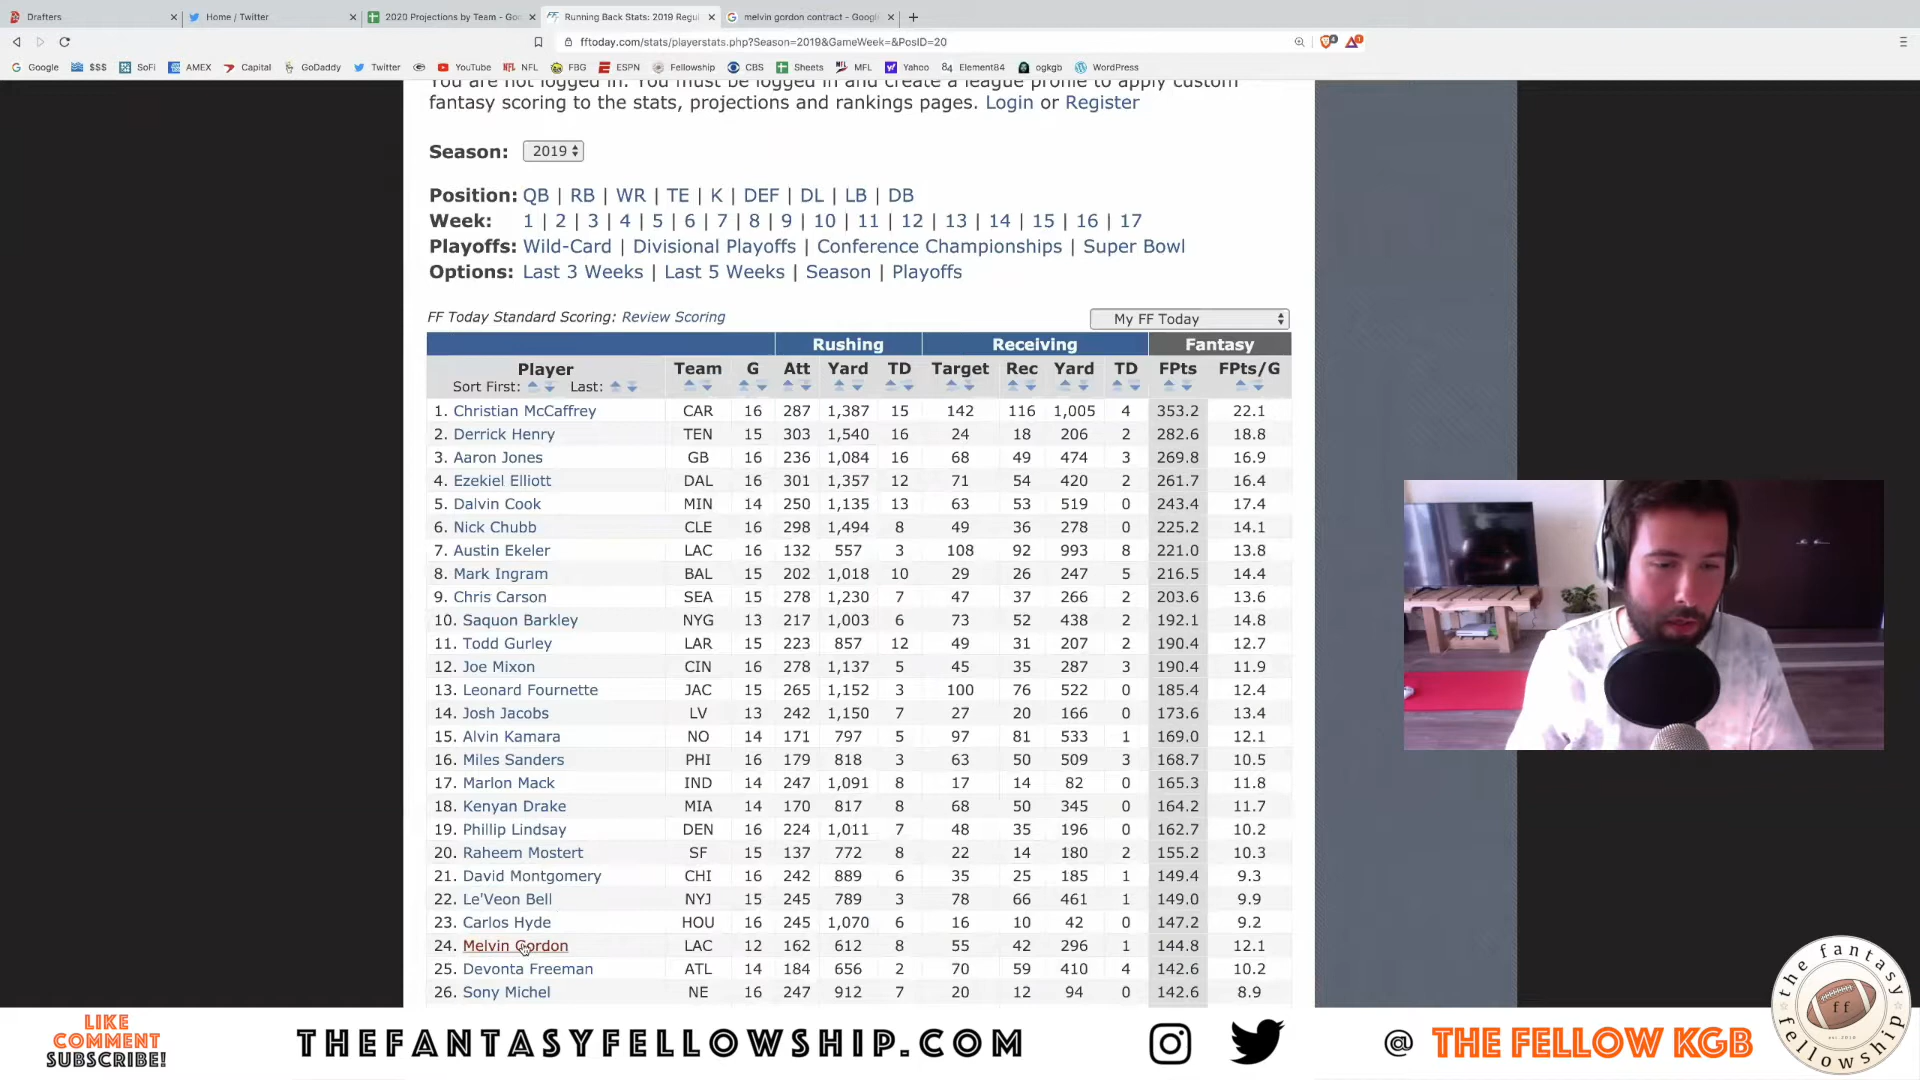 Drafters
Home / Twitter
2020 Projections by Team - Goo
Running Back Stats: 2019 Regul
melvin gordon contract - Googl
fftoday.com/stats/playerstats.php?Season=2019&GameWeek=&PosID=20
Google $$$ SoFi AMEX Capital GoDaddy Twitter YouTube NFL FBG ESPN Fellowship CBS Sheets MFL Yahoo Element84 ogkgb WordPress
You are not logged in. You must be logged in and create a league profile to apply custom
fantasy scoring to the stats, projections and rankings pages. Login or Register
Season: 2019
Position: QB | RB | WR | TE | K | DEF | DL | LB | DB
Week: 1 | 2 | 3 | 4 | 5 | 6 | 7 | 8 | 9 | 10 | 11 | 12 | 13 | 14 | 15 | 16 | 17
Playoffs: Wild-Card | Divisional Playoffs | Conference Championships | Super Bowl
Options: Last 3 Weeks | Last 5 Weeks | Season | Playoffs
FF Today Standard Scoring: Review Scoring My FF Today
Rushing Receiving Fantasy
Player Team G Att Yard TD Target Rec Yard TD FPts FPts/G
Sort First: Last:
1. Christian McCaffrey CAR 16 287 1,387 15 142 116 1,005 4 353.2 22.1
2. Derrick Henry TEN 15 303 1,540 16 24 18 206 2 282.6 18.8
3. Aaron Jones GB 16 236 1,084 16 68 49 474 3 269.8 16.9
4. Ezekiel Elliott DAL 16 301 1,357 12 71 54 420 2 261.7 16.4
5. Dalvin Cook MIN 14 250 1,135 13 63 53 519 0 243.4 17.4
6. Nick Chubb CLE 16 298 1,494 8 49 36 278 0 225.2 14.1
7. Austin Ekeler LAC 16 132 557 3 108 92 993 8 221.0 13.8
8. Mark Ingram BAL 15 202 1,018 10 29 26 247 5 216.5 14.4
9. Chris Carson SEA 15 278 1,230 7 47 37 266 2 203.6 13.6
10. Saquon Barkley NYG 13 217 1,003 6 73 52 438 2 192.1 14.8
11. Todd Gurley LAR 15 223 857 12 49 31 207 2 190.4 12.7
12. Joe Mixon CIN 16 278 1,137 5 45 35 287 3 190.4 11.9
13. Leonard Fournette JAC 15 265 1,152 3 100 76 522 0 185.4 12.4
14. Josh Jacobs LV 13 242 1,150 7 27 20 166 0 173.6 13.4
15. Alvin Kamara NO 14 171 797 5 97 81 533 1 169.0 12.1
16. Miles Sanders PHI 16 179 818 3 63 50 509 3 168.7 10.5
17. Marlon Mack IND 14 247 1,091 8 17 14 82 0 165.3 11.8
18. Kenyan Drake MIA 14 170 817 8 68 50 345 0 164.2 11.7
19. Phillip Lindsay DEN 16 224 1,011 7 48 35 196 0 162.7 10.2
20. Raheem Mostert SF 15 137 772 8 22 14 180 2 155.2 10.3
21. David Montgomery CHI 16 242 889 6 35 25 185 1 149.4 9.3
22. Le'Veon Bell NYJ 15 245 789 3 78 66 461 1 149.0 9.9
23. Carlos Hyde HOU 16 245 1,070 6 16 10 42 0 147.2 9.2
24. Melvin Gordon LAC 12 162 612 8 55 42 296 1 144.8 12.1
25. Devonta Freeman ATL 14 184 656 2 70 59 410 4 142.6 10.2
26. Sony Michel NE 16 247 912 7 20 12 94 0 142.6 8.9
LIKE
COMMENT
SUBSCRIBE!
THEFANTASYFELLOWSHIP.COM
@ THE FELLOW KGB
the fantasy
ff
fellowship